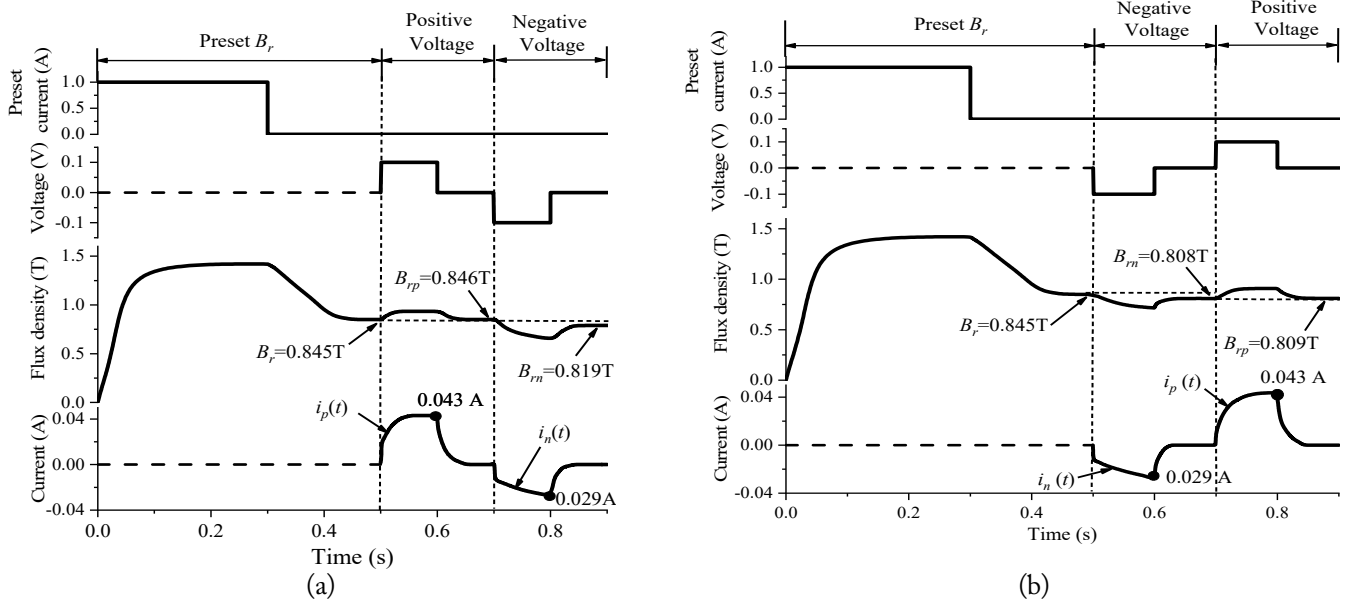 Preset B_r
Positive
Voltage
Negative
Voltage
Preset
current (A)
1.0
0.5
0.0
Voltage (V)
0.1
0.0
-0.1
Flux density (T)
1.5
1.0
0.5
0.0
B_rp=0.846T
B_r=0.845T
B_rn=0.819T
Current (A)
0.04
0.00
-0.04
i_p(t)
0.043 A
i_n(t)
0.029A
0.0 0.2 0.4 0.6 0.8
Time (s)
(a)
Preset B_r
Negative
Voltage
Positive
Voltage
Preset
current (A)
1.0
0.5
0.0
Voltage (V)
0.1
0.0
-0.1
Flux density (T)
1.5
1.0
0.5
0.0
B_rn=0.808T
B_r=0.845T
B_rp=0.809T
Current (A)
0.04
0.00
-0.04
i_p (t)
0.043 A
i_n (t)
0.029 A
0.0 0.2 0.4 0.6 0.8
Time (s)
(b)